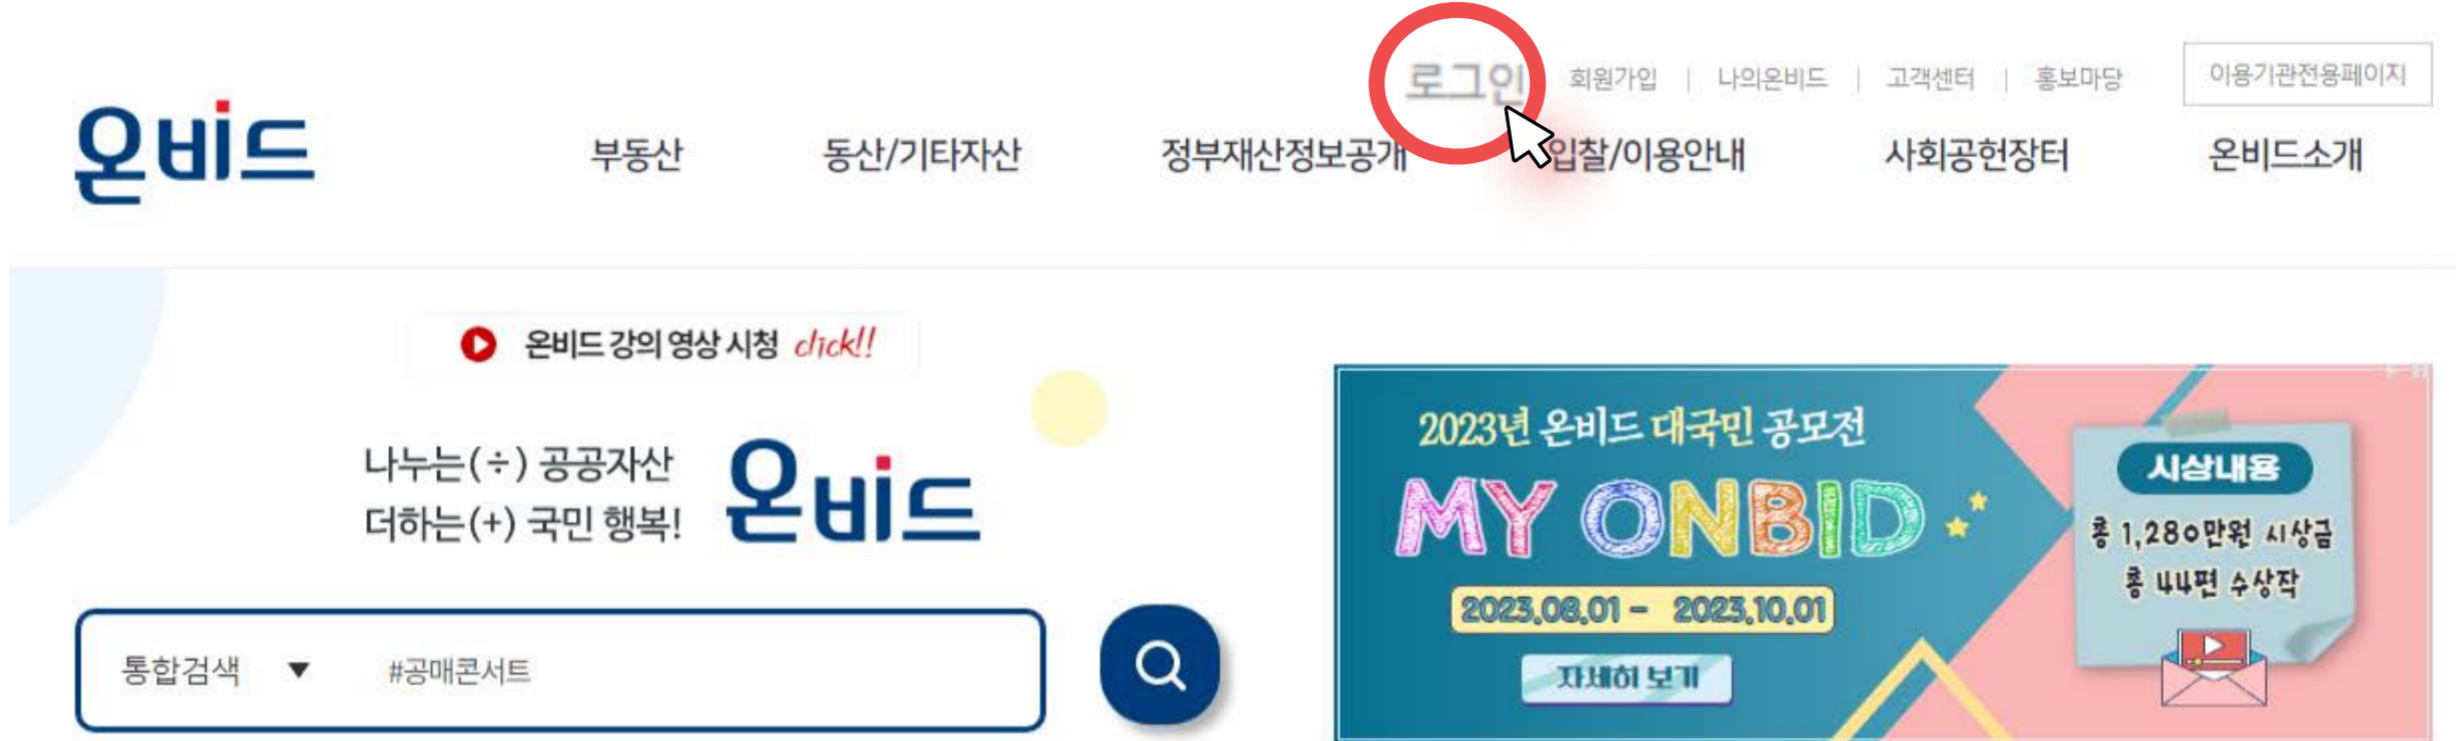 로그인 회원가입 | 나의온비드 | 고객센터 | 홍보마당 이용기관전용페이지
온비드 부동산 동산/기타자산 정부재산정보공개 입찰/이용안내 사회공헌장터 온비드소개
온비드 강의 영상 시청 click!!
나누는(÷) 공공자산
더하는(+) 국민 행복!
온비드
통합검색 ▼ #공매콘서트
2023년 온비드 대국민 공모전
MY ONBID
2023.08.01 - 2023.10.01
자세히 보기
시상내용
총 1,280만원 시상금
총 44편 수상작